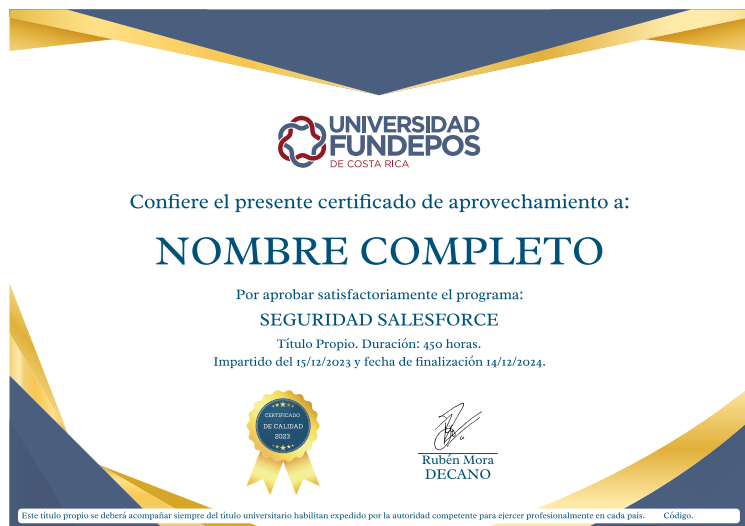 UNIVERSIDAD
FUNDEPOS
DE COSTA RICA
Confiere el presente certificado de aprovechamiento a:
NOMBRE COMPLETO
Por aprobar satisfactoriamente el programa:
SEGURIDAD SALESFORCE
Título Propio. Duración: 450 horas.
Impartido del 15/12/2023 y fecha de finalización 14/12/2024.
CERTIFICADO
DE CALIDAD
2023
Rubén Mora
DECANO
Este título propio se deberá acompañar siempre del título universitario habilitan expedido por la autoridad competente para ejercer profesionalmente en cada país. Código.